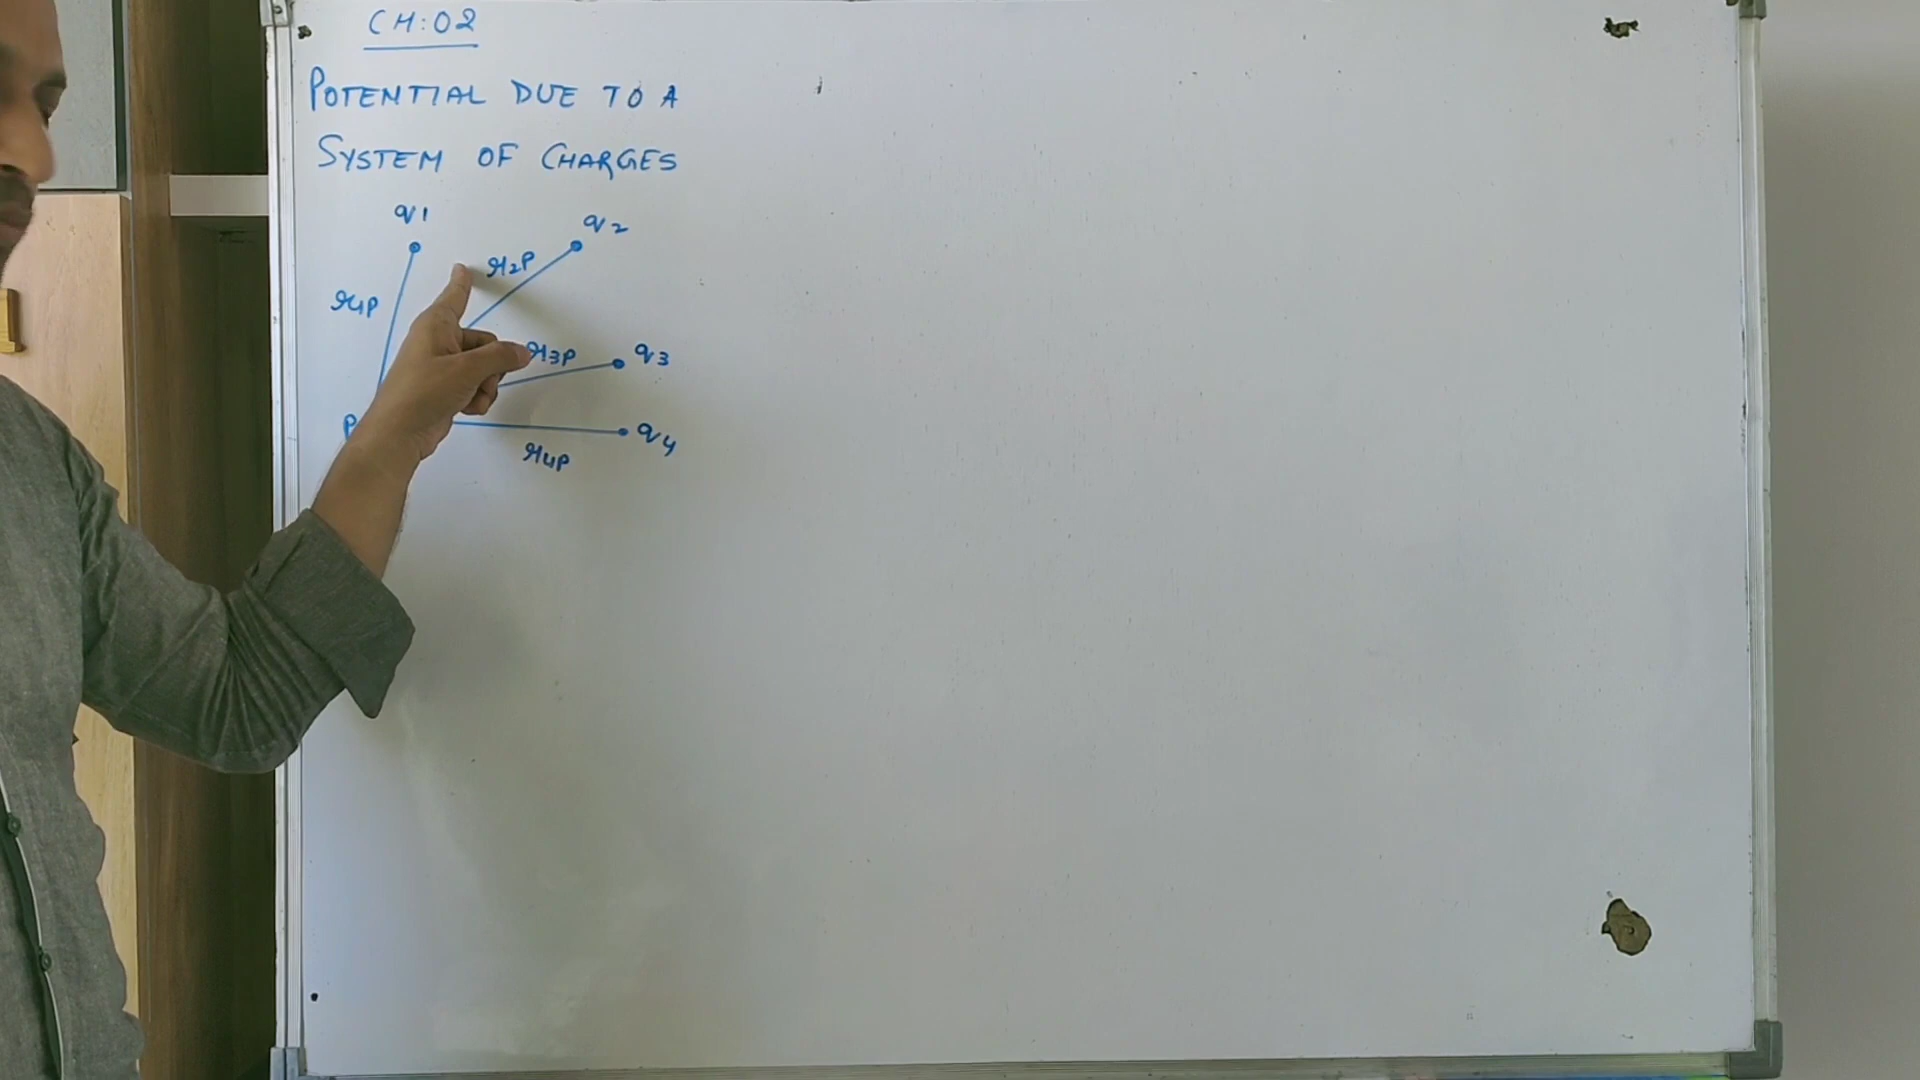 CH:02
POTENTIAL DUE TO A
SYSTEM OF CHARGES
q1
q2
r2P
r1P
r3P
q3
P
q4
r4P